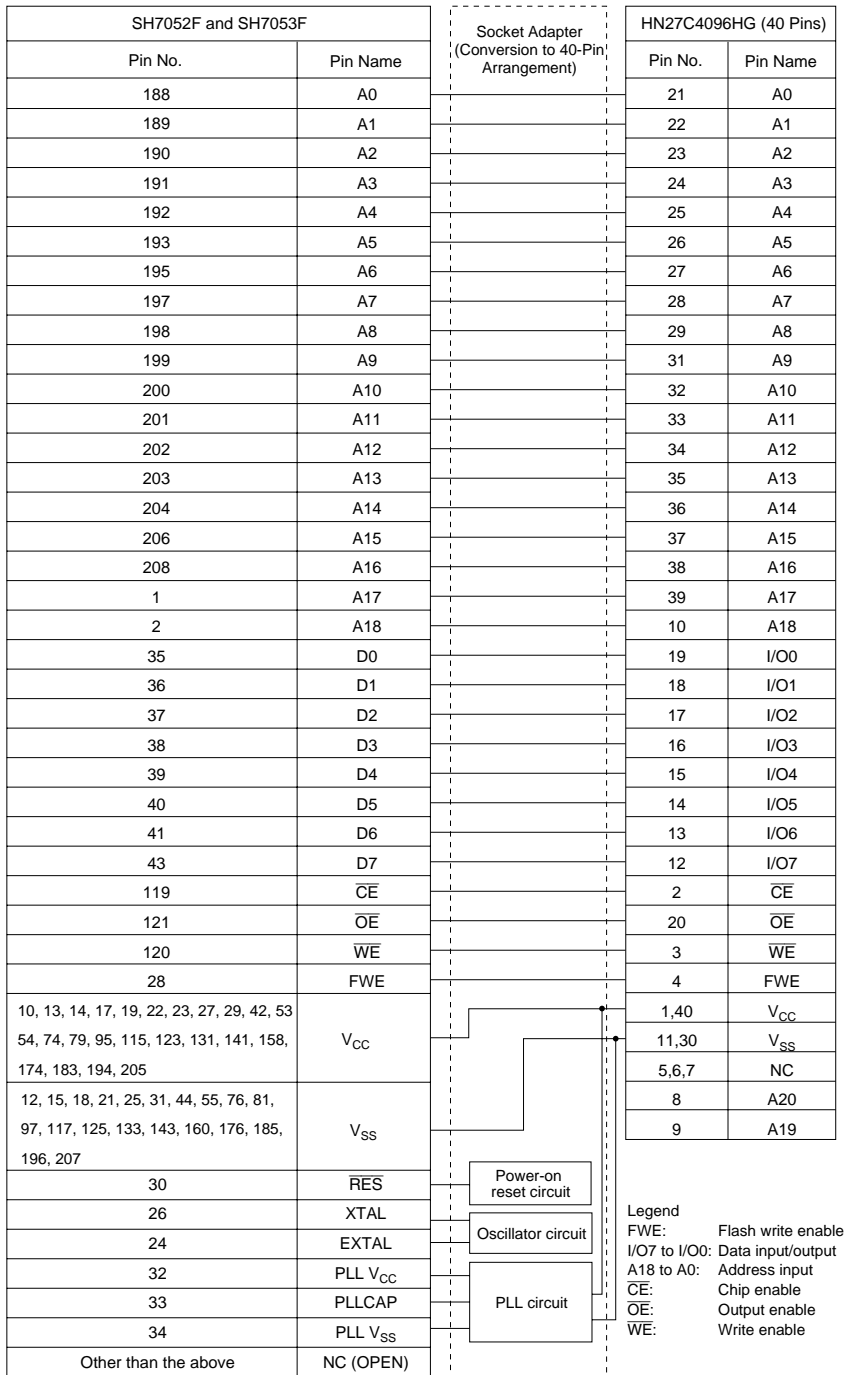 SH7052F and SH7053F
Socket Adapter
(Conversion to 40-Pin
Arrangement)
HN27C4096HG (40 Pins)
Pin No. Pin Name Pin No. Pin Name
188 A0 21 A0
189 A1 22 A1
190 A2 23 A2
191 A3 24 A3
192 A4 25 A4
193 A5 26 A5
195 A6 27 A6
197 A7 28 A7
198 A8 29 A8
199 A9 31 A9
200 A10 32 A10
201 A11 33 A11
202 A12 34 A12
203 A13 35 A13
204 A14 36 A14
206 A15 37 A15
208 A16 38 A16
1 A17 39 A17
2 A18 10 A18
35 D0 19 I/O0
36 D1 18 I/O1
37 D2 17 I/O2
38 D3 16 I/O3
39 D4 15 I/O4
40 D5 14 I/O5
41 D6 13 I/O6
43 D7 12 I/O7
119 C̅E̅ 2 C̅E̅
121 O̅E̅ 20 O̅E̅
120 W̅E̅ 3 W̅E̅
28 FWE 4 FWE
10, 13, 14, 17, 19, 22, 23, 27, 29, 42, 53
54, 74, 79, 95, 115, 123, 131, 141, 158,
174, 183, 194, 205
VCC
1,40 VCC
11,30 VSS
5,6,7 NC
12, 15, 18, 21, 25, 31, 44, 55, 76, 81,
97, 117, 125, 133, 143, 160, 176, 185,
196, 207
VSS
8 A20
9 A19
30 R̅E̅S̅
Power-on
reset circuit
26 XTAL
24 EXTAL
Oscillator circuit
32 PLL VCC
33 PLLCAP
34 PLL VSS
PLL circuit
Other than the above NC (OPEN)
Legend
FWE: Flash write enable
I/O7 to I/O0: Data input/output
A18 to A0: Address input
C̅E̅: Chip enable
O̅E̅: Output enable
W̅E̅: Write enable